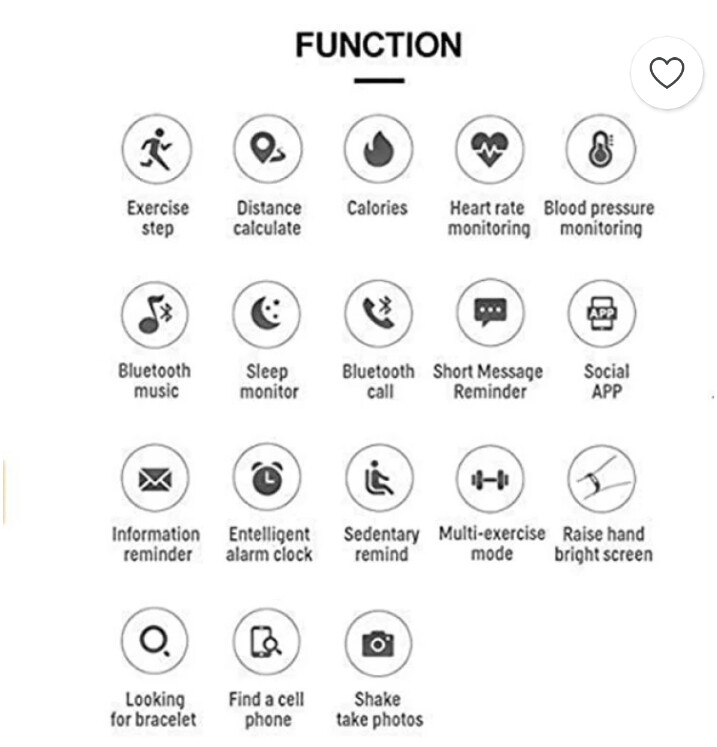 FUNCTION
Exercise step
Distance calculate
Calories
Heart rate monitoring
Blood pressure monitoring
Bluetooth music
Sleep monitor
Bluetooth call
Short Message Reminder
APP
Social APP
Information reminder
Entelligent alarm clock
Sedentary remind
Multi-exercise mode
Raise hand bright screen
Looking for bracelet
Find a cell phone
Shake take photos